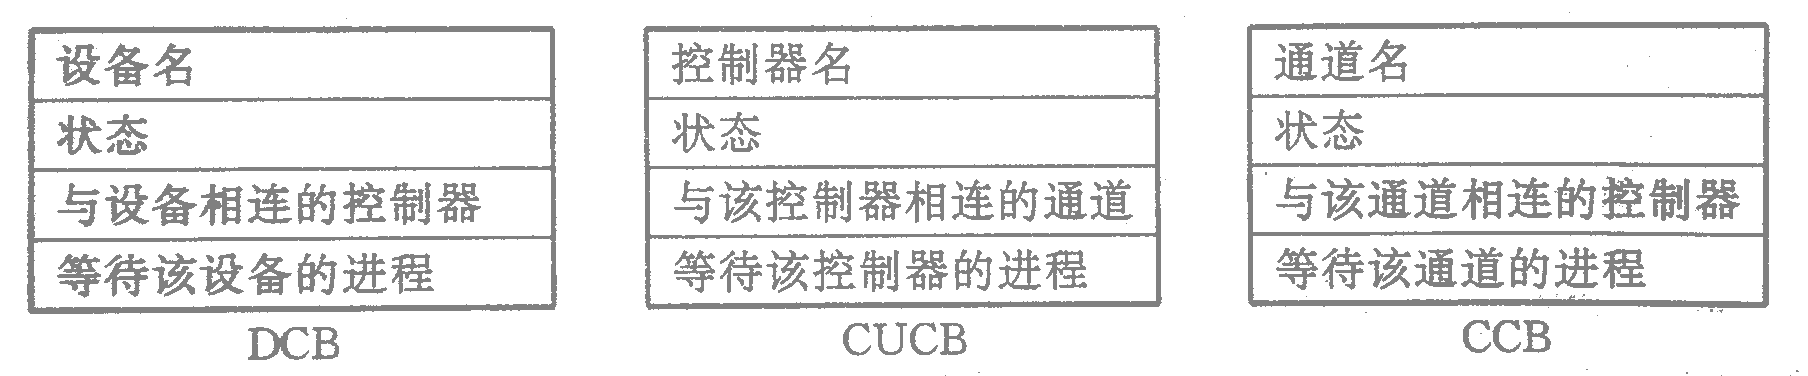 设备名
状态
与设备相连的控制器
等待该设备的进程
DCB
控制器名
状态
与该控制器相连的通道
等待该控制器的进程
CUCB
通道名
状态
与该通道相连的控制器
等待该通道的进程
CCB